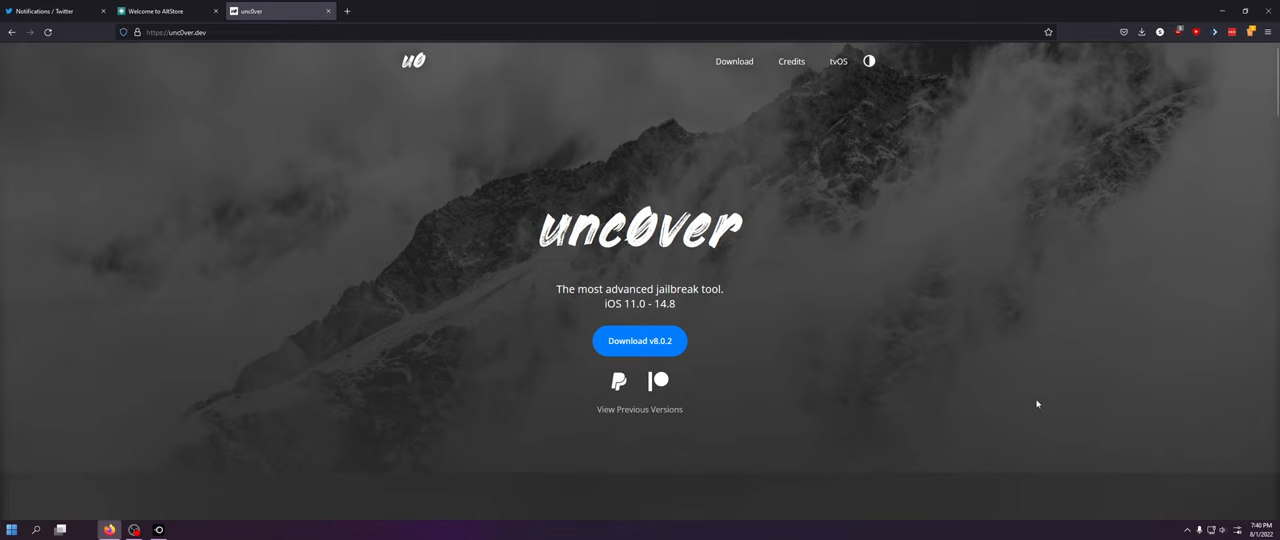 Notifications / Twitter
Welcome to AltStore
unc0ver
https://unc0ver.dev
u0
Download
Credits
tvOS
unc0ver
The most advanced jailbreak tool.
iOS 11.0 - 14.8
Download v8.0.2
View Previous Versions
7:40 PM
8/1/2022